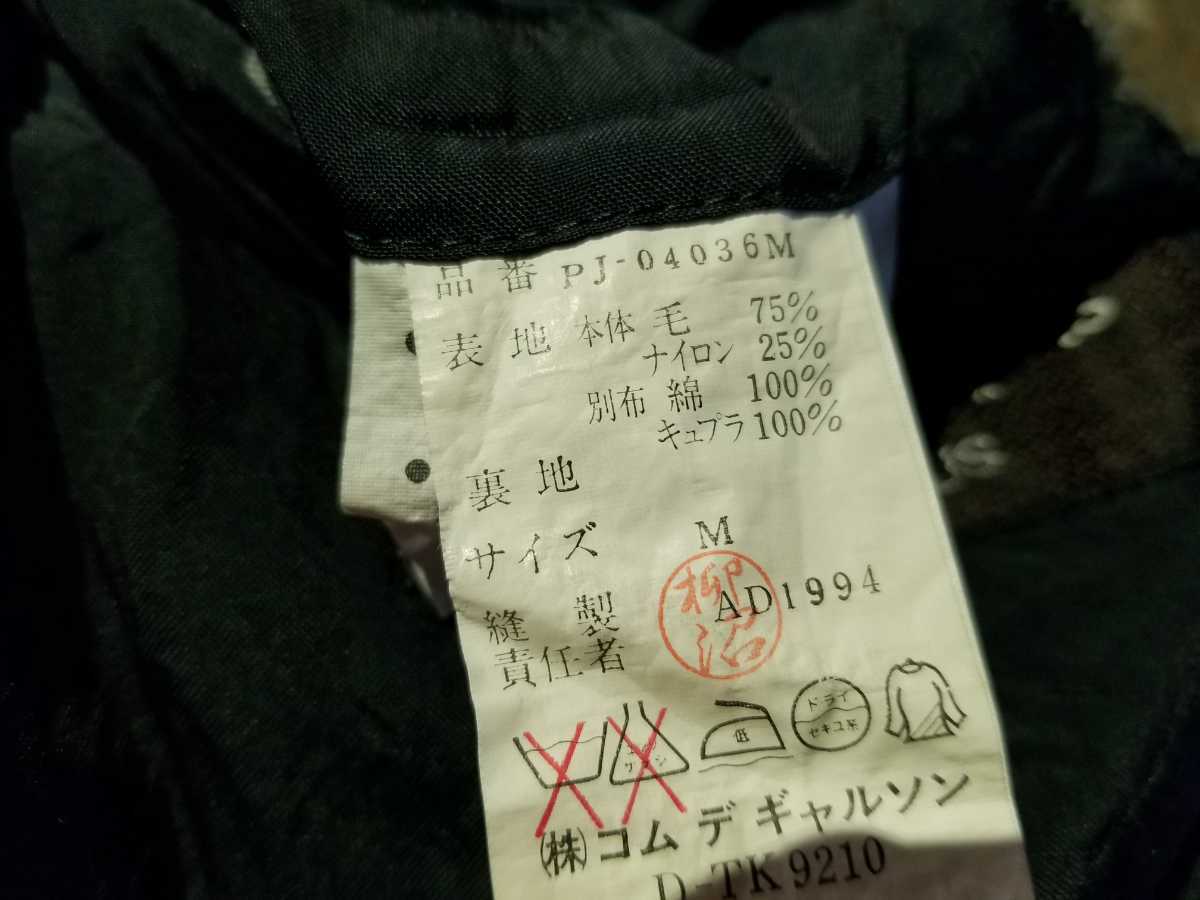 品番 PJ-04036M
表地 本体 毛 75%
ナイロン 25%
別布 綿 100%
キュプラ 100%
裏地
サイズ M
縫製 AD1994
責任者 柳沼
低
ドライ
セキユ系
㈱コム デ ギャルソン
D-TK9210